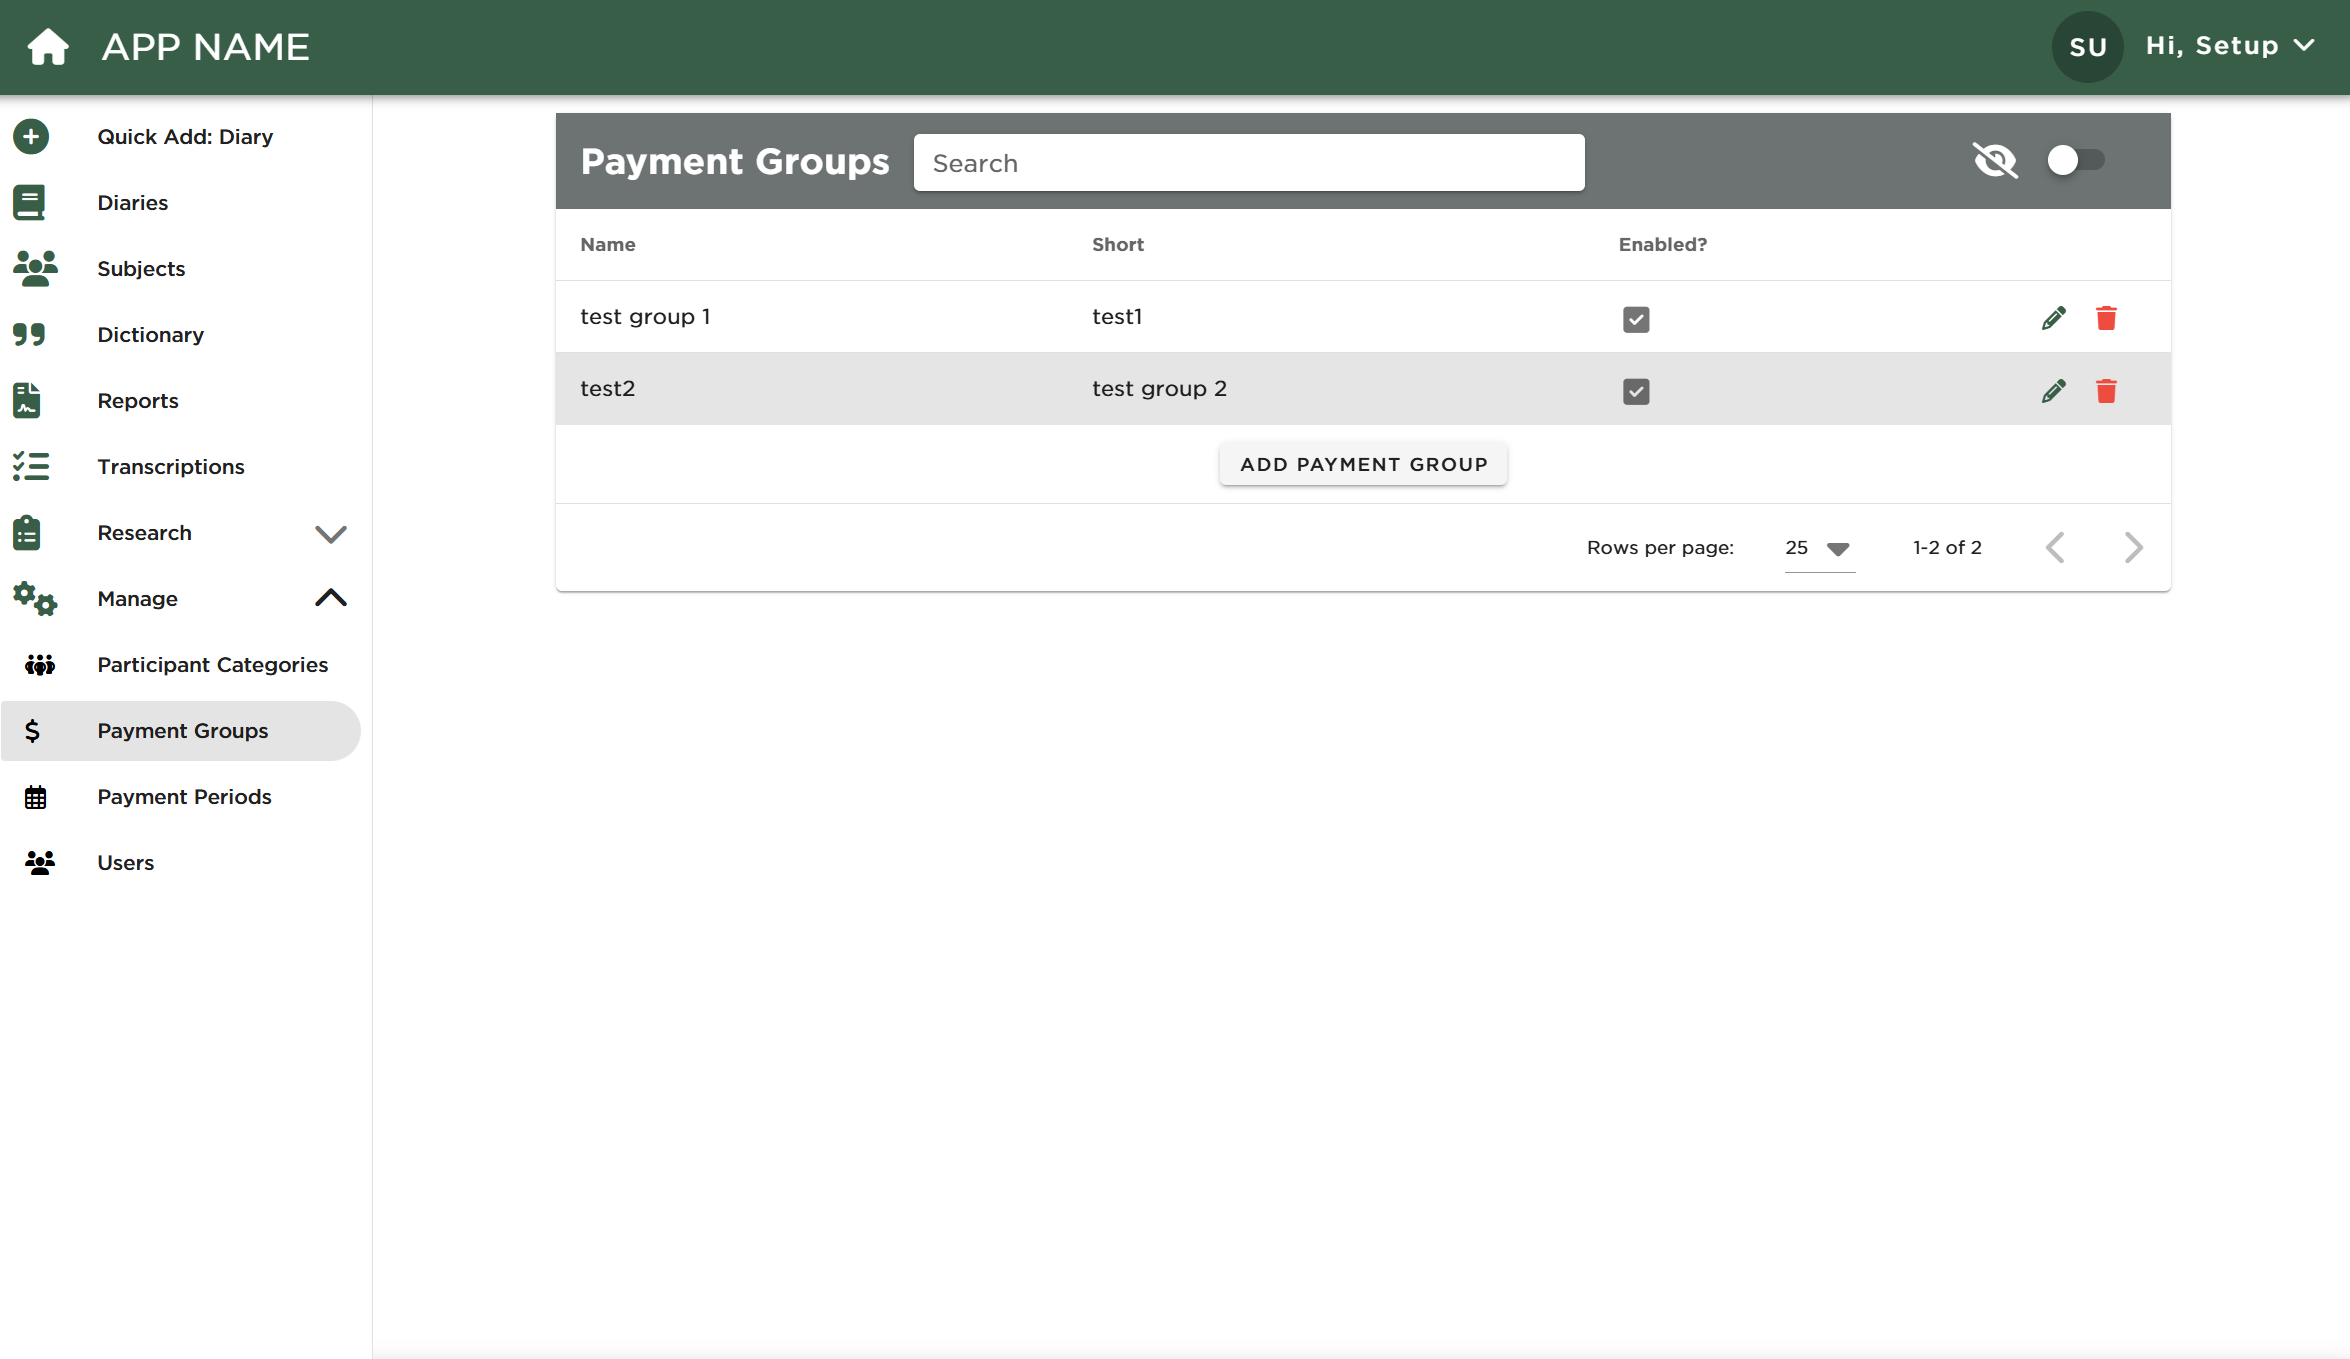 APP NAME
SU
Hi, Setup
Quick Add: Diary
Diaries
Subjects
Dictionary
Reports
Transcriptions
Research
Manage
Participant Categories
Payment Groups
Payment Periods
Users
Payment Groups
Search
Name Short Enabled?
test group 1 test1
test2 test group 2
ADD PAYMENT GROUP
Rows per page: 25 1-2 of 2